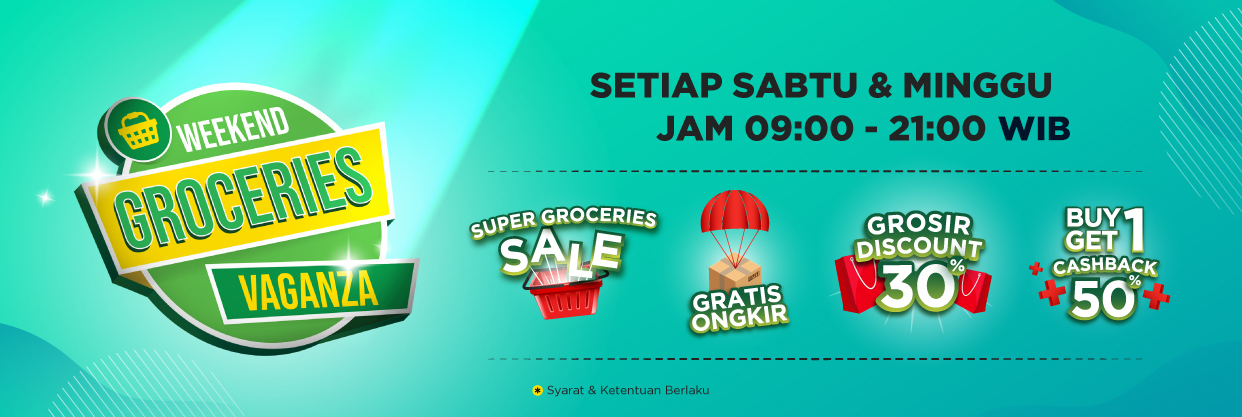 WEEKEND
GROCERIES
VAGANZA
SETIAP SABTU & MINGGU
JAM 09:00 - 21:00 WIB
SUPER GROCERIES
SALE
GRATIS
ONGKIR
GROSIR
DISCOUNT
30%
BUY 1
GET
CASHBACK
50%
Syarat & Ketentuan Berlaku